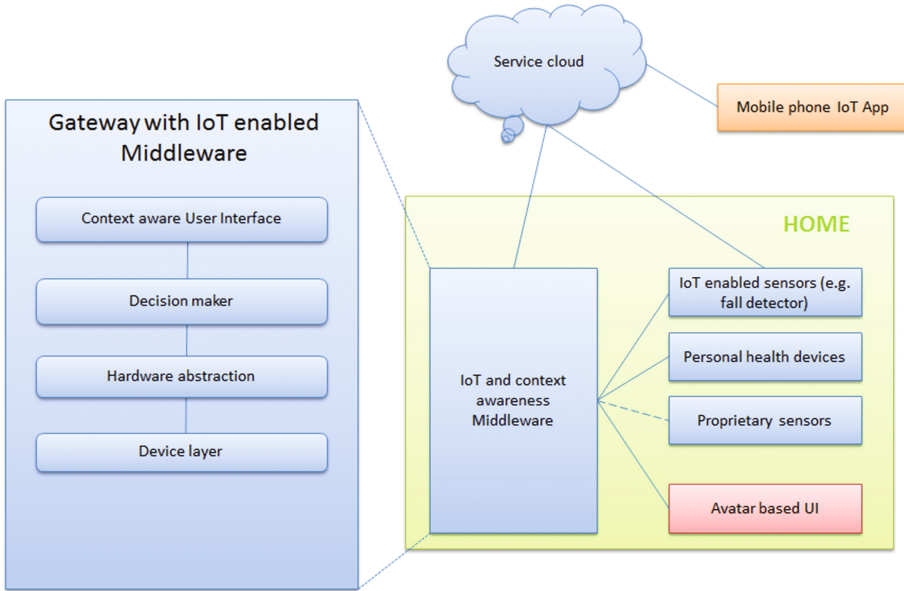 Gateway with IoT enabled
Middleware
Context aware User Interface
Decision maker
Hardware abstraction
Device layer
Service cloud
Mobile phone IoT App
HOME
IoT and context
awareness
Middleware
IoT enabled sensors (e.g.
fall detector)
Personal health devices
Proprietary sensors
Avatar based UI